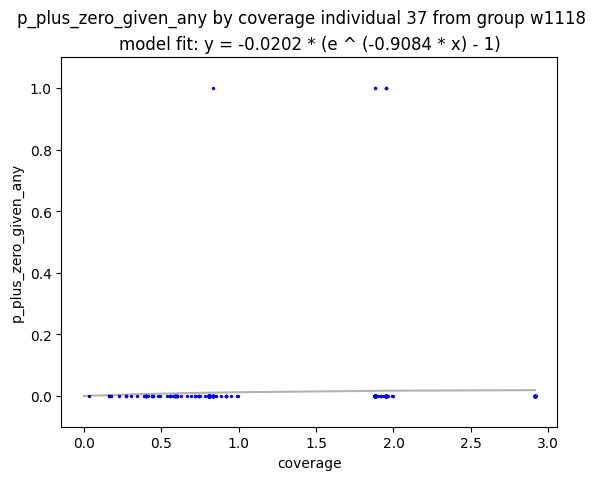 p_plus_zero_given_any by coverage individual 37 from group w1118
model fit: y = -0.0202 * (e ^ (-0.9084 * x) - 1)
1.0
0.8
0.6
0.4
0.2
0.0
p_plus_zero_given_any
0.0 0.5 1.0 1.5 2.0 2.5 3.0
coverage